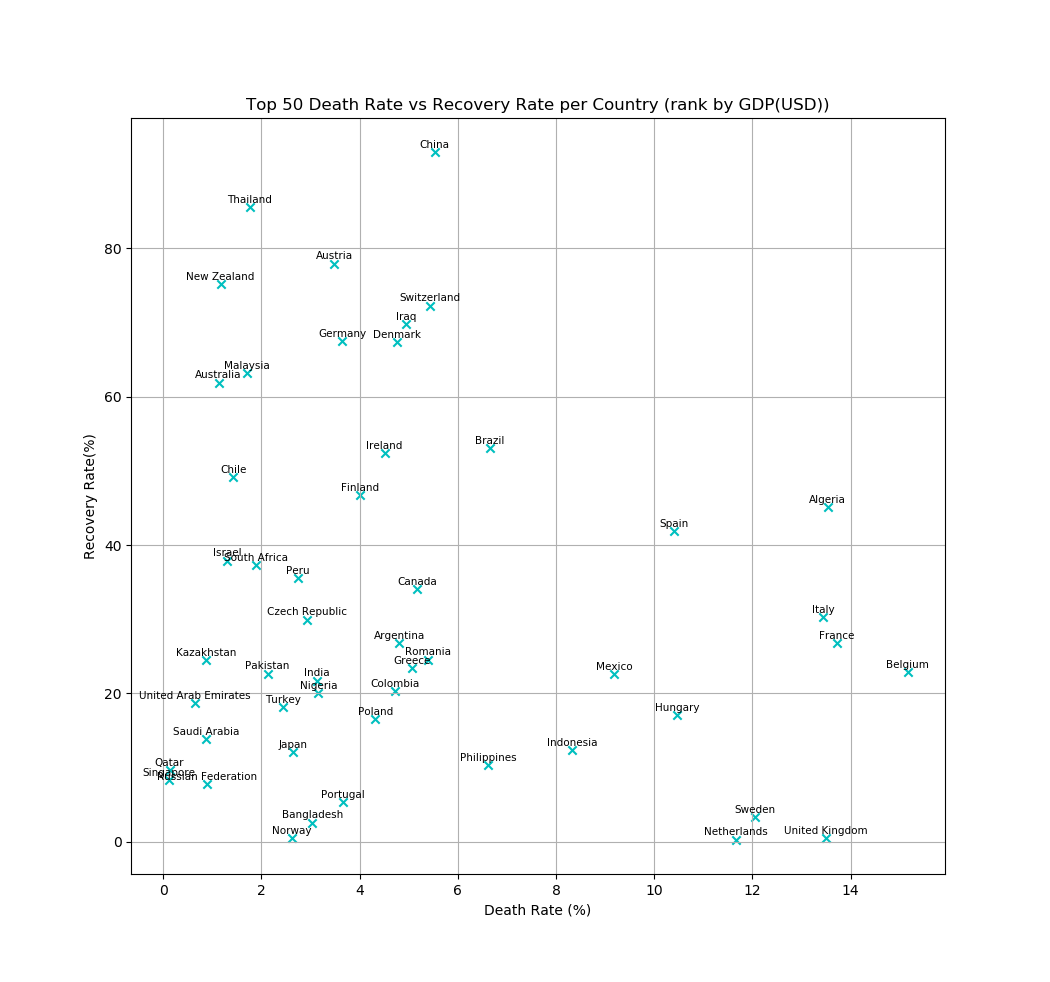 Top 50 Death Rate vs Recovery Rate per Country (rank by GDP(USD))
China
Thailand
Austria
New Zealand
Switzerland
Iraq
Germany
Denmark
Malaysia
Australia
Brazil
Ireland
Chile
Finland
Algeria
Spain
Israel
South Africa
Peru
Canada
Czech Republic
Italy
Argentina
France
Romania
Kazakhstan
Greece
Pakistan
Mexico
Belgium
India
Colombia
Nigeria
United Arab Emirates
Turkey
Poland
Hungary
Saudi Arabia
Japan
Indonesia
Philippines
Qatar
Singapore
Russian Federation
Portugal
Bangladesh
Sweden
Norway
Netherlands
United Kingdom
80
60
40
20
0
Recovery Rate(%)
0 2 4 6 8 10 12 14
Death Rate (%)